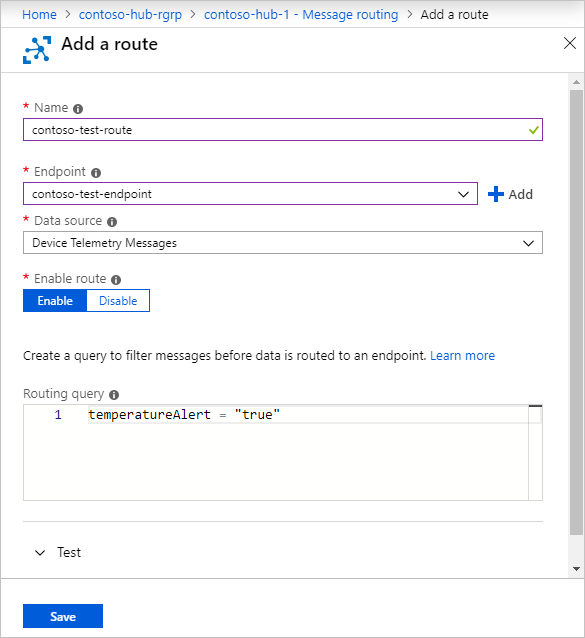 Home > contoso-hub-rgrp > contoso-hub-1 - Message routing > Add a route
Add a route
* Name
contoso-test-route
* Endpoint
contoso-test-endpoint
Add
* Data source
Device Telemetry Messages
* Enable route
Enable Disable
Create a query to filter messages before data is routed to an endpoint. Learn more
Routing query
1 temperatureAlert = "true"
Test
Save